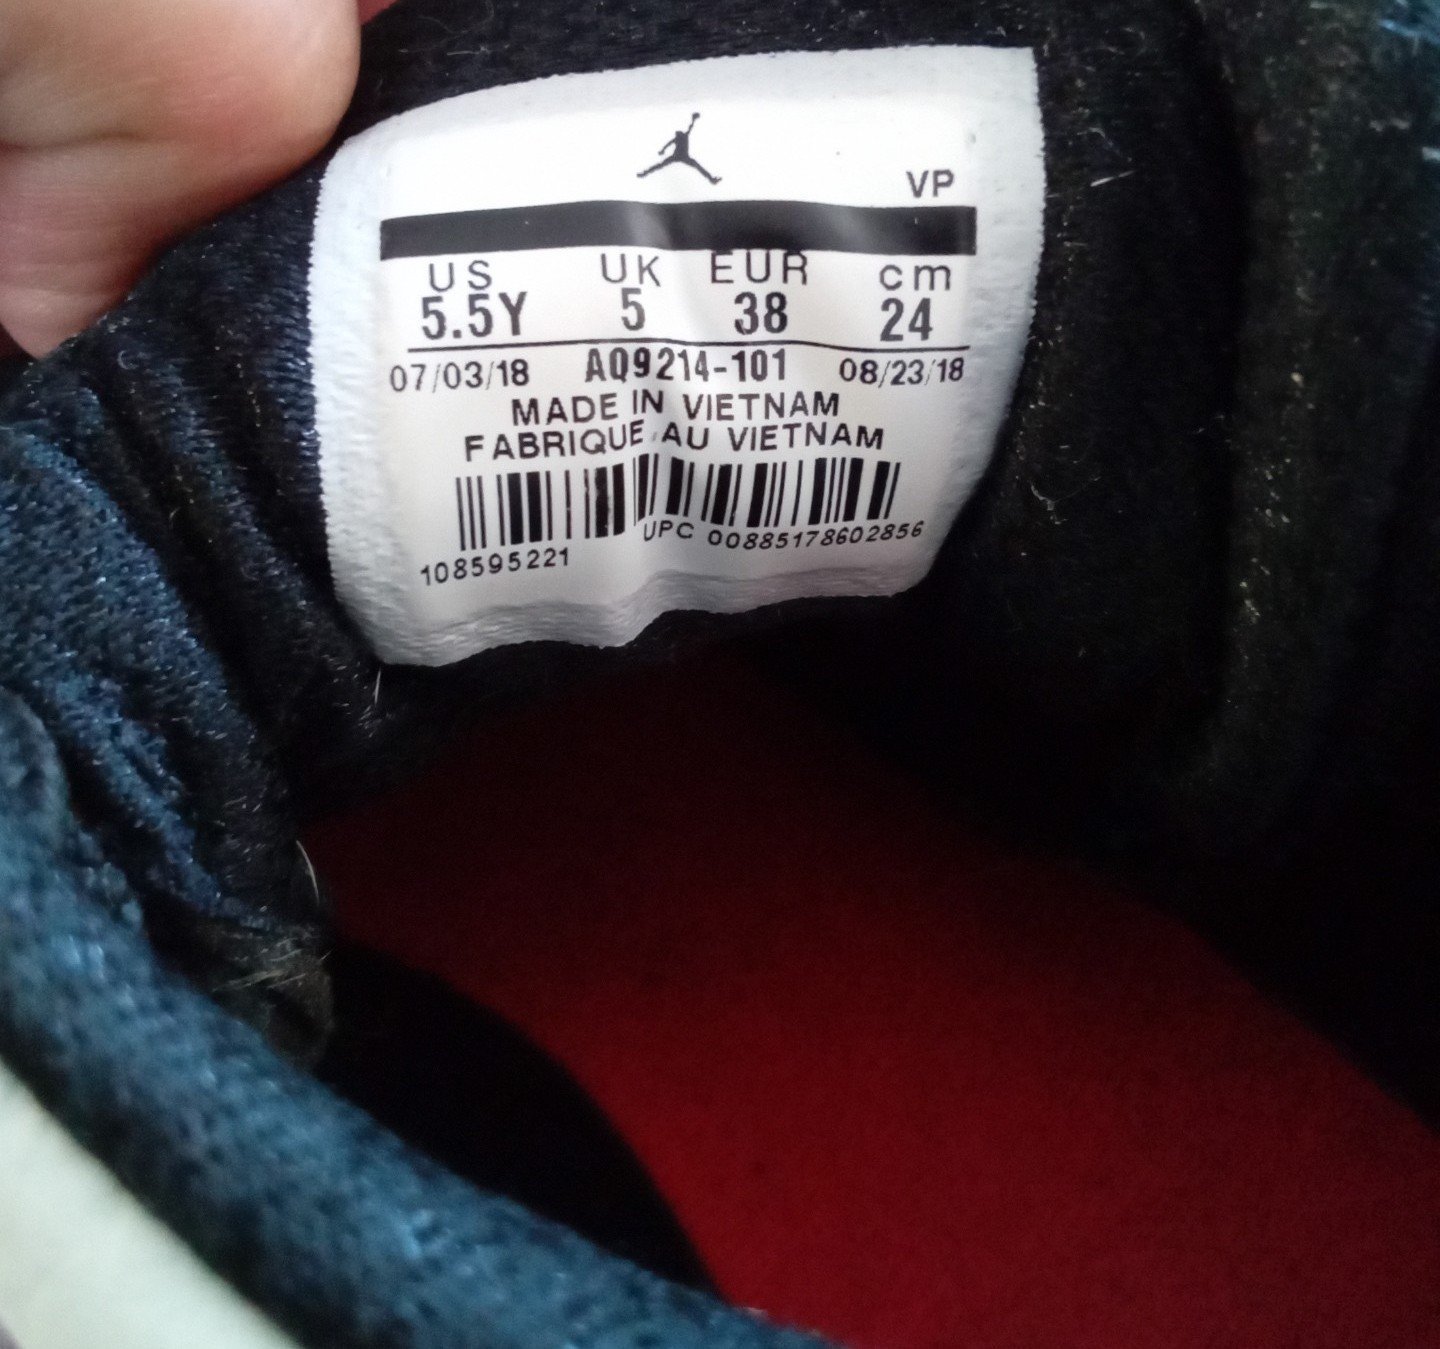 VP
US UK EUR cm
5.5Y 5 38 24
07/03/18 AQ9214-101 08/23/18
MADE IN VIETNAM
FABRIQUE AU VIETNAM
UPC 00885178602856
108595221